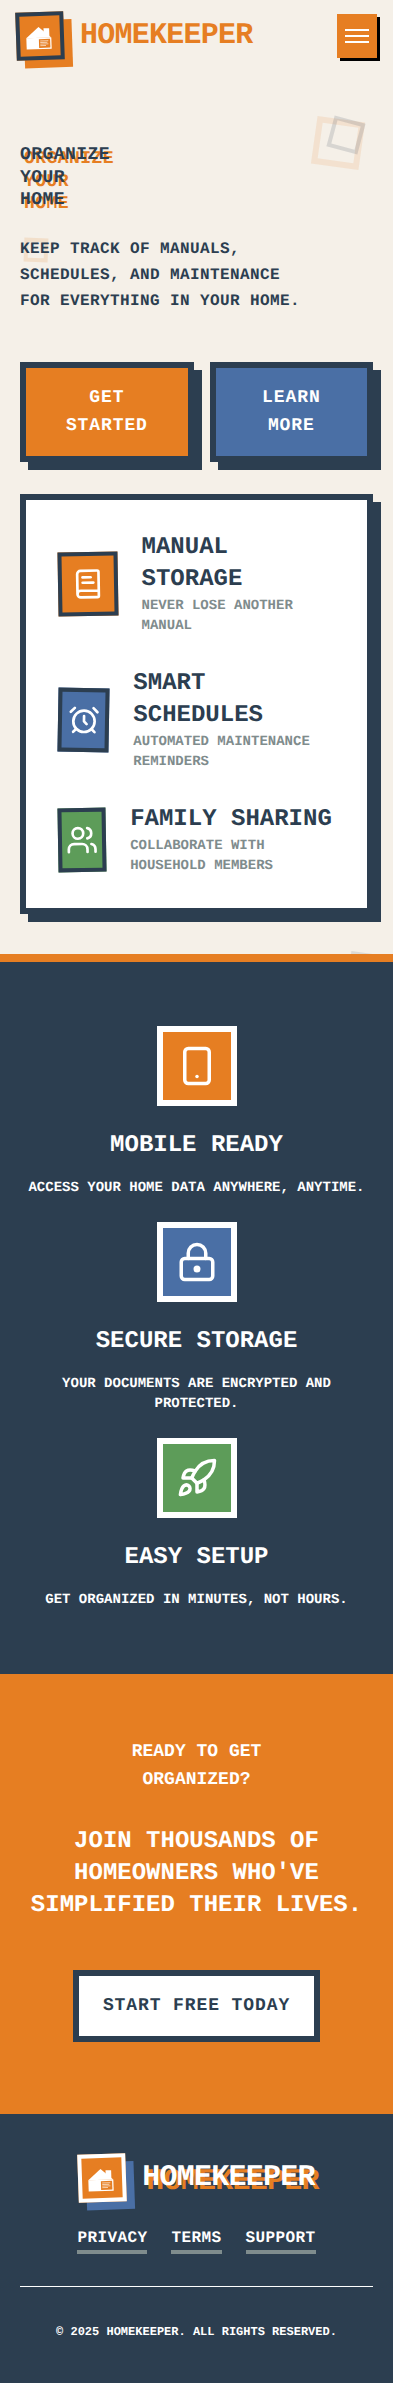 HOMEKEEPER
ORGANIZE
YOUR
HOME
KEEP TRACK OF MANUALS,
SCHEDULES, AND MAINTENANCE
FOR EVERYTHING IN YOUR HOME.
GET
STARTED
LEARN
MORE
MANUAL
STORAGE
NEVER LOSE ANOTHER
MANUAL
SMART
SCHEDULES
AUTOMATED MAINTENANCE
REMINDERS
FAMILY SHARING
COLLABORATE WITH
HOUSEHOLD MEMBERS
MOBILE READY
ACCESS YOUR HOME DATA ANYWHERE, ANYTIME.
SECURE STORAGE
YOUR DOCUMENTS ARE ENCRYPTED AND
PROTECTED.
EASY SETUP
GET ORGANIZED IN MINUTES, NOT HOURS.
READY TO GET
ORGANIZED?
JOIN THOUSANDS OF
HOMEOWNERS WHO'VE
SIMPLIFIED THEIR LIVES.
START FREE TODAY
HOMEKEEPER
PRIVACY TERMS SUPPORT
© 2025 HOMEKEEPER. ALL RIGHTS RESERVED.